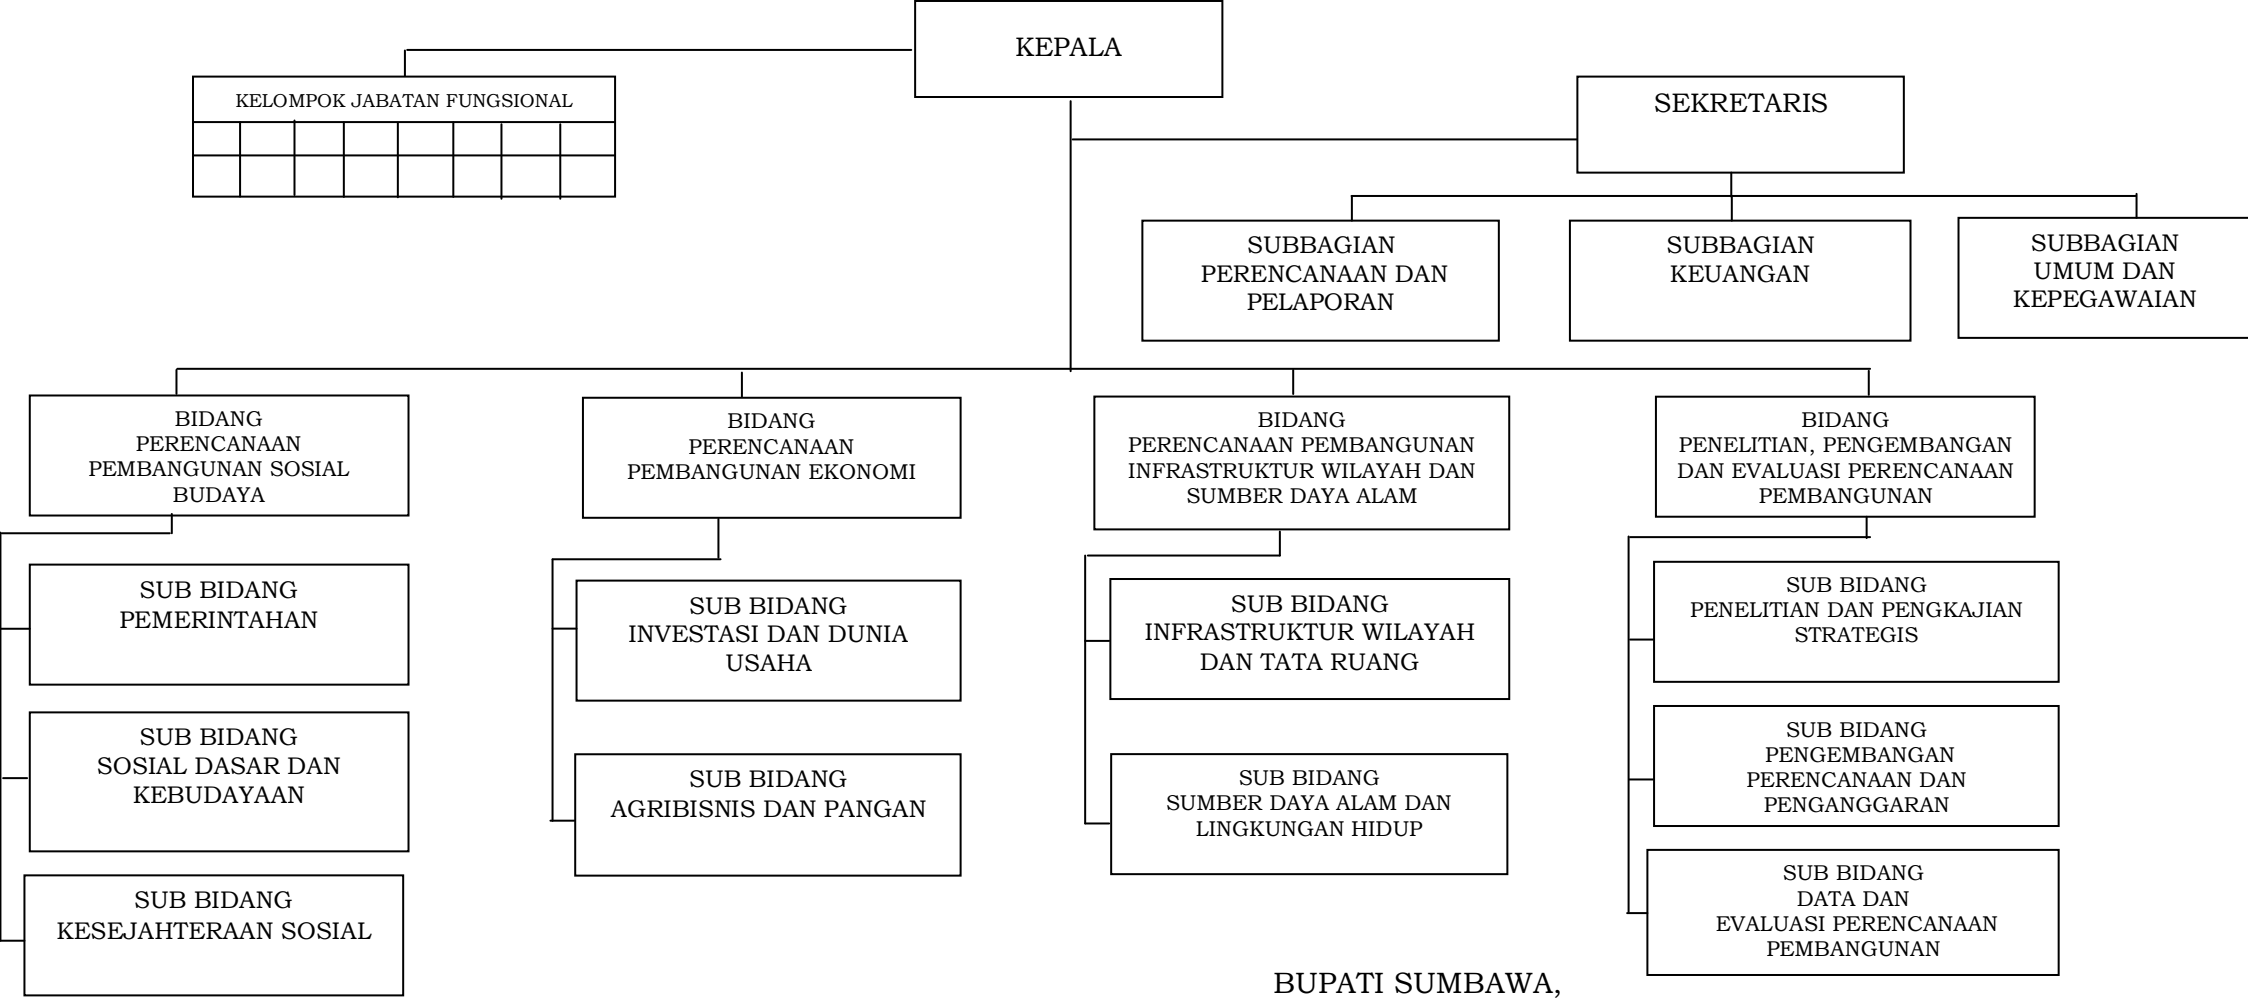 KEPALA
KELOMPOK JABATAN FUNGSIONAL
SEKRETARIS
SUBBAGIAN
PERENCANAAN DAN
PELAPORAN
SUBBAGIAN
KEUANGAN
SUBBAGIAN
UMUM DAN
KEPEGAWAIAN
BIDANG
PERENCANAAN
PEMBANGUNAN SOSIAL
BUDAYA
BIDANG
PERENCANAAN
PEMBANGUNAN EKONOMI
BIDANG
PERENCANAAN PEMBANGUNAN
INFRASTRUKTUR WILAYAH DAN
SUMBER DAYA ALAM
BIDANG
PENELITIAN, PENGEMBANGAN
DAN EVALUASI PERENCANAAN
PEMBANGUNAN
SUB BIDANG
PEMERINTAHAN
SUB BIDANG
SOSIAL DASAR DAN
KEBUDAYAAN
SUB BIDANG
KESEJAHTERAAN SOSIAL
SUB BIDANG
INVESTASI DAN DUNIA
USAHA
SUB BIDANG
AGRIBISNIS DAN PANGAN
SUB BIDANG
INFRASTRUKTUR WILAYAH
DAN TATA RUANG
SUB BIDANG
SUMBER DAYA ALAM DAN
LINGKUNGAN HIDUP
SUB BIDANG
PENELITIAN DAN PENGKAJIAN
STRATEGIS
SUB BIDANG
PENGEMBANGAN
PERENCANAAN DAN
PENGANGGARAN
SUB BIDANG
DATA DAN
EVALUASI PERENCANAAN
PEMBANGUNAN
BUPATI SUMBAWA,